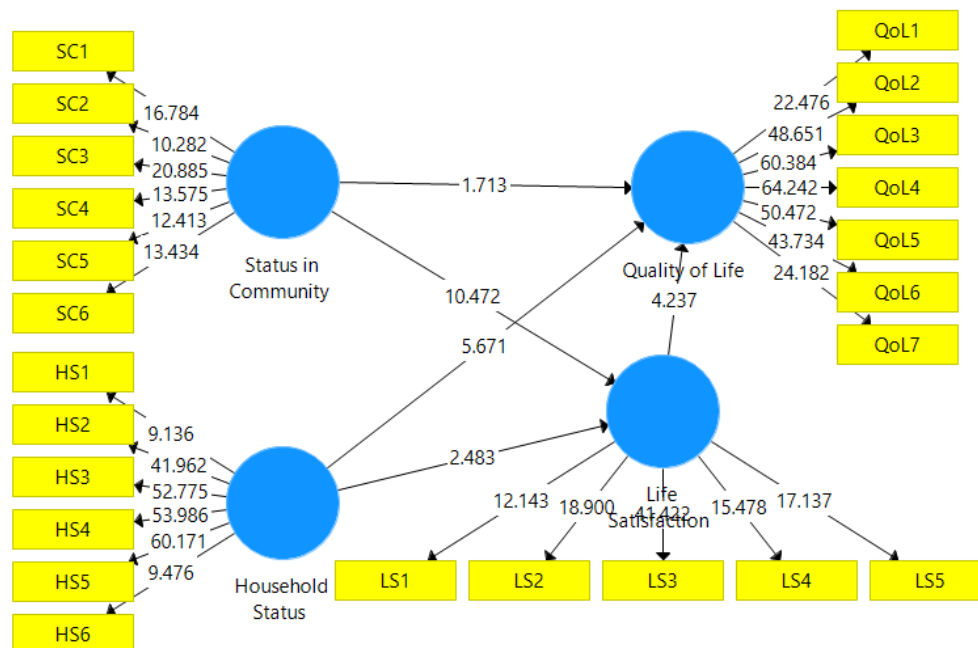 SC1
SC2
SC3
SC4
SC5
SC6
16.784
10.282
20.885
13.575
12.413
13.434
Status in
Community
HS1
HS2
HS3
HS4
HS5
HS6
9.136
41.962
52.775
53.986
60.171
9.476
Household
Status
1.713
10.472
5.671
2.483
4.237
Quality of Life
22.476
48.651
60.384
64.242
50.472
43.734
24.182
QoL1
QoL2
QoL3
QoL4
QoL5
QoL6
QoL7
Life
Satisfaction
12.143
18.900
15.478
17.137
LS1
LS2
LS3
LS4
LS5